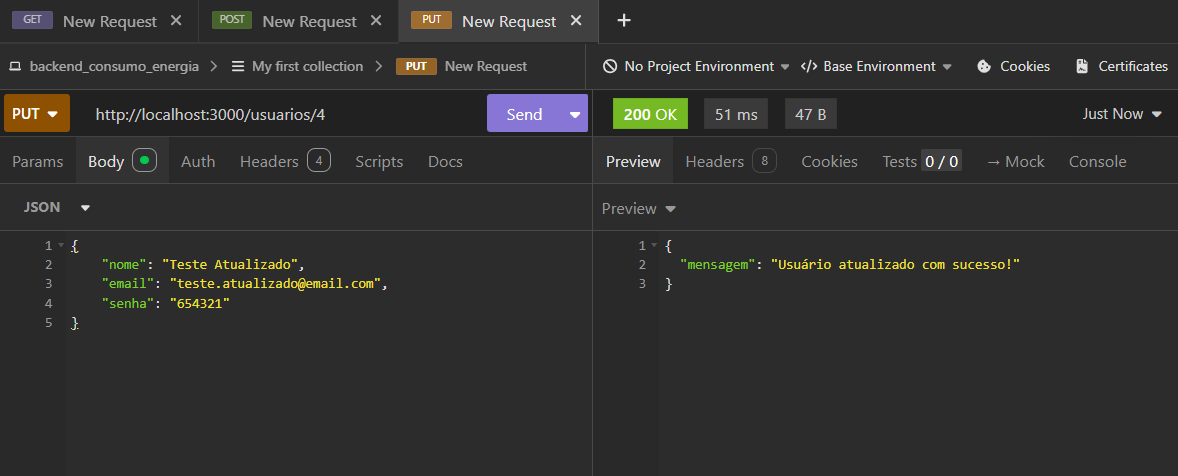 GET New Request POST New Request PUT New Request
backend_consumo_energia > My first collection > PUT New Request
No Project Environment </> Base Environment Cookies Certificates
PUT http://localhost:3000/usuarios/4 Send
200 OK 51 ms 47 B Just Now
Params Body Auth Headers 4 Scripts Docs
Preview Headers 8 Cookies Tests 0 / 0 → Mock Console
JSON
Preview
1 {
2 "nome": "Teste Atualizado",
3 "email": "teste.atualizado@email.com",
4 "senha": "654321"
5 }
1 {
2 "mensagem": "Usuário atualizado com sucesso!"
3 }